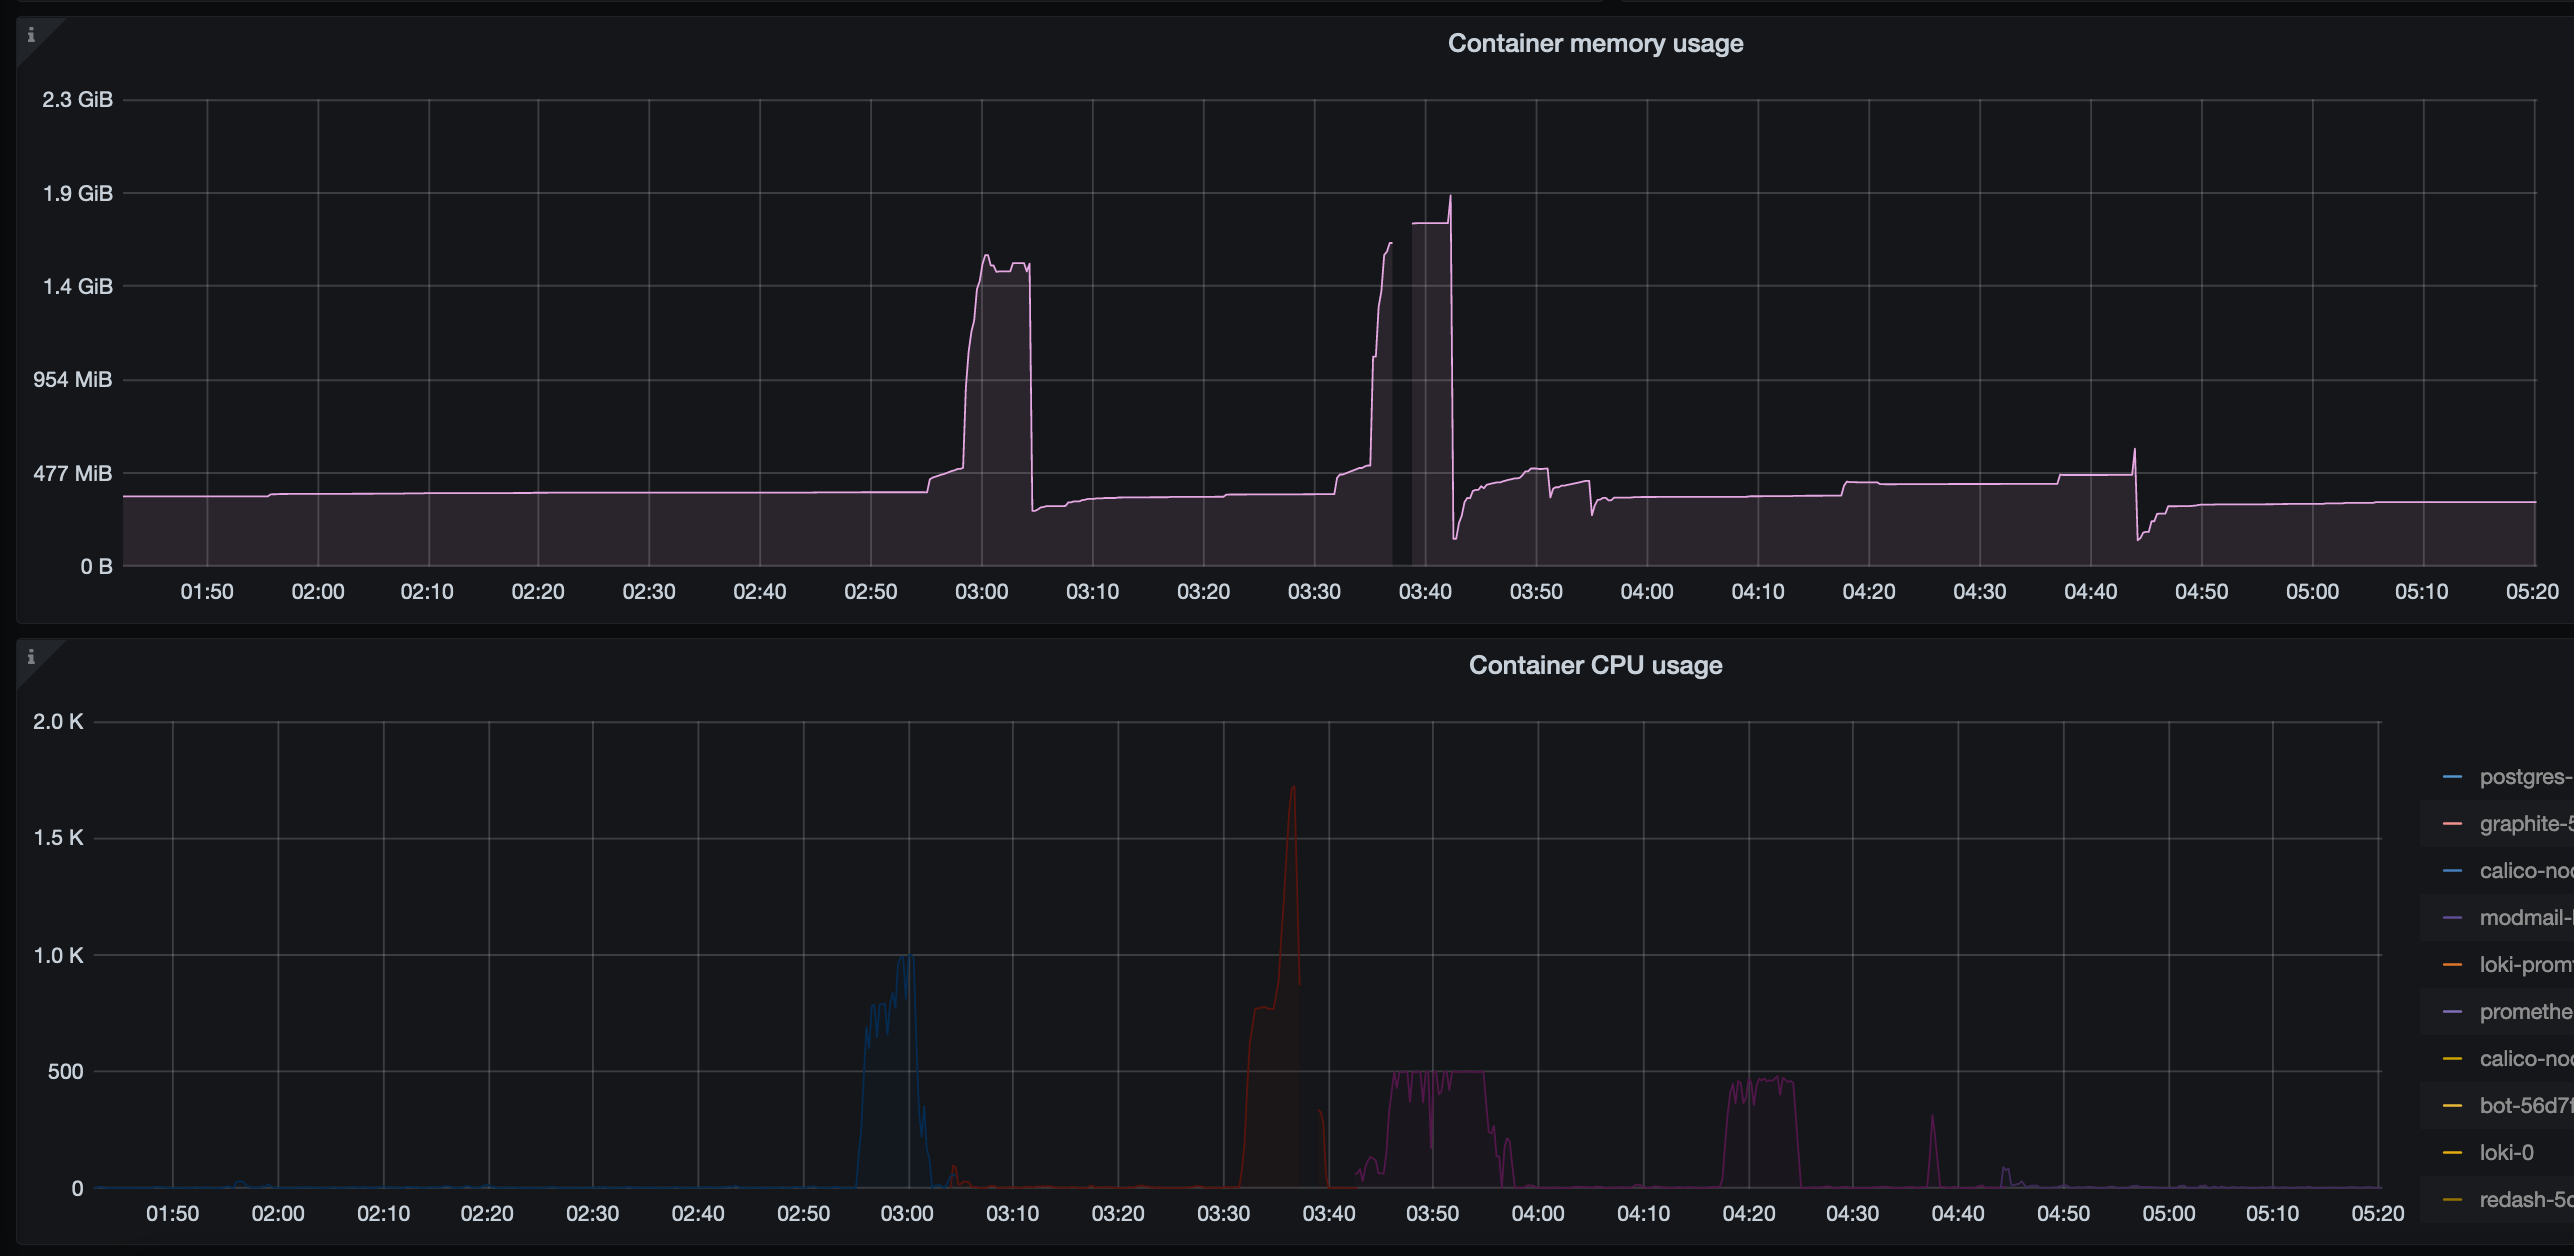 Container memory usage
2.3 GiB
1.9 GiB
1.4 GiB
954 MiB
477 MiB
0 B
01:50 02:00 02:10 02:20 02:30 02:40 02:50 03:00 03:10 03:20 03:30 03:40 03:50 04:00 04:10 04:20 04:30 04:40 04:50 05:00 05:10 05:20
Container CPU usage
2.0 K
1.5 K
1.0 K
500
0
01:50 02:00 02:10 02:20 02:30 02:40 02:50 03:00 03:10 03:20 03:30 03:40 03:50 04:00 04:10 04:20 04:30 04:40 04:50 05:00 05:10 05:20
postgres-
graphite-5
calico-noc
modmail-
loki-prom
promethe
calico-noc
bot-56d7f
loki-0
redash-5c